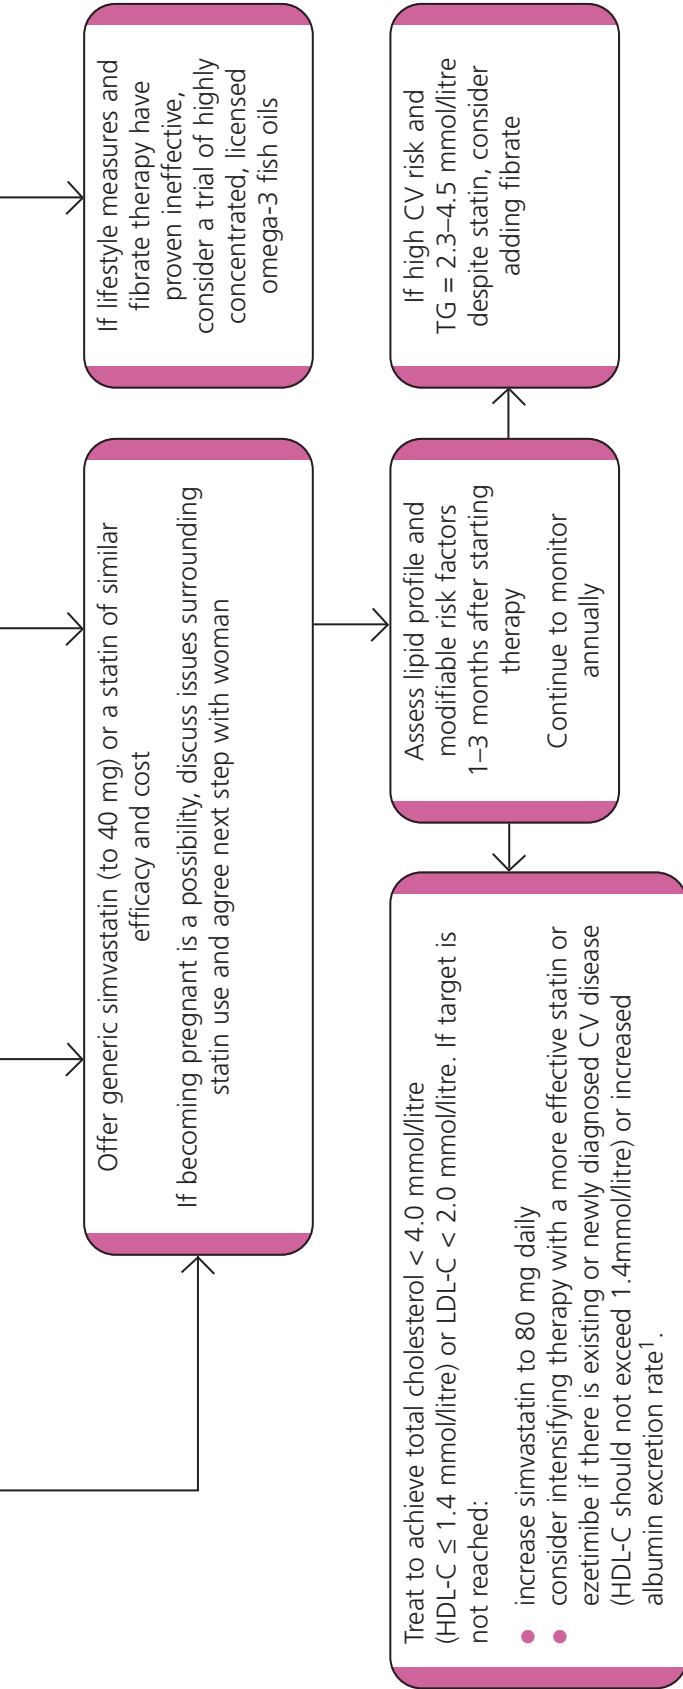 Offer generic simvastatin (to 40 mg) or a statin of similar
efficacy and cost
If becoming pregnant is a possibility, discuss issues surrounding
statin use and agree next step with woman
If lifestyle measures and
fibrate therapy have
proven ineffective,
consider a trial of highly
concentrated, licensed
omega-3 fish oils
Treat to achieve total cholesterol < 4.0 mmol/litre
(HDL-C ≤ 1.4 mmol/litre) or LDL-C < 2.0 mmol/litre. If target is
not reached:
● increase simvastatin to 80 mg daily
● consider intensifying therapy with a more effective statin or
ezetimibe if there is existing or newly diagnosed CV disease
(HDL-C should not exceed 1.4mmol/litre) or increased
albumin excretion rate¹.
Assess lipid profile and
modifiable risk factors
1–3 months after starting
therapy
Continue to monitor
annually
If high CV risk and
TG = 2.3–4.5 mmol/litre
despite statin, consider
adding fibrate